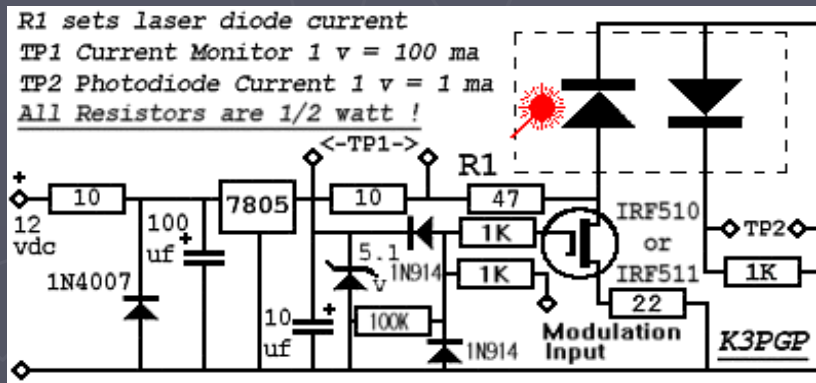 R1 sets laser diode current
TP1 Current Monitor 1 v = 100 ma
TP2 Photodiode Current 1 v = 1 ma
All Resistors are 1/2 watt !
<-TP1->
R1
+
10
7805
10
47
12
vdc
100
uf
+
IRF510
or
IRF511
TP2
1K
1K
1K
5.1
v
1N914
1N4007
22
+
10
uf
100K
1N914
Modulation
Input
K3PGP